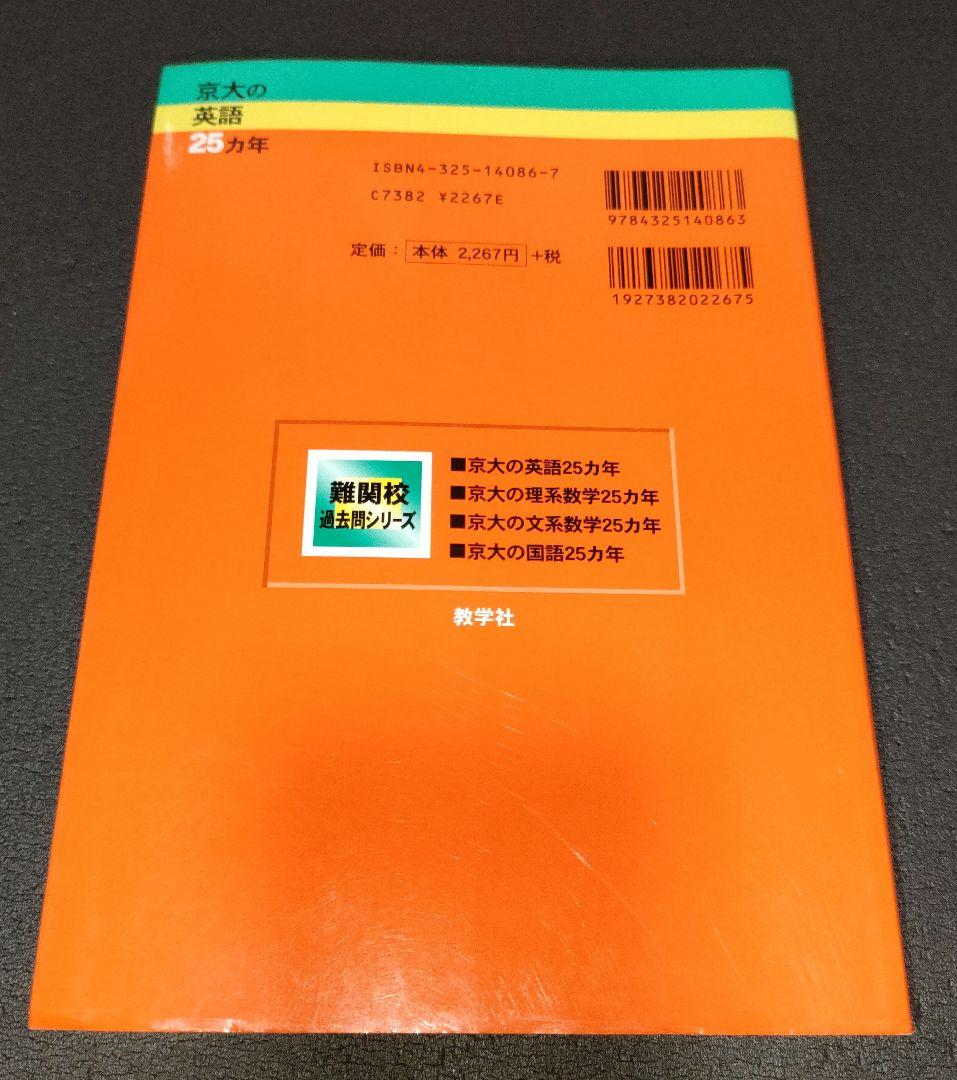 京大の
英語
25カ年
ISBN4-325-14086-7
C7382 ¥2267E
9784325140863
定価：本体 2,267円+税
1927382022675
難関校
過去問シリーズ
■京大の英語25カ年
■京大の理系数学25カ年
■京大の文系数学25カ年
■京大の国語25カ年
教学社